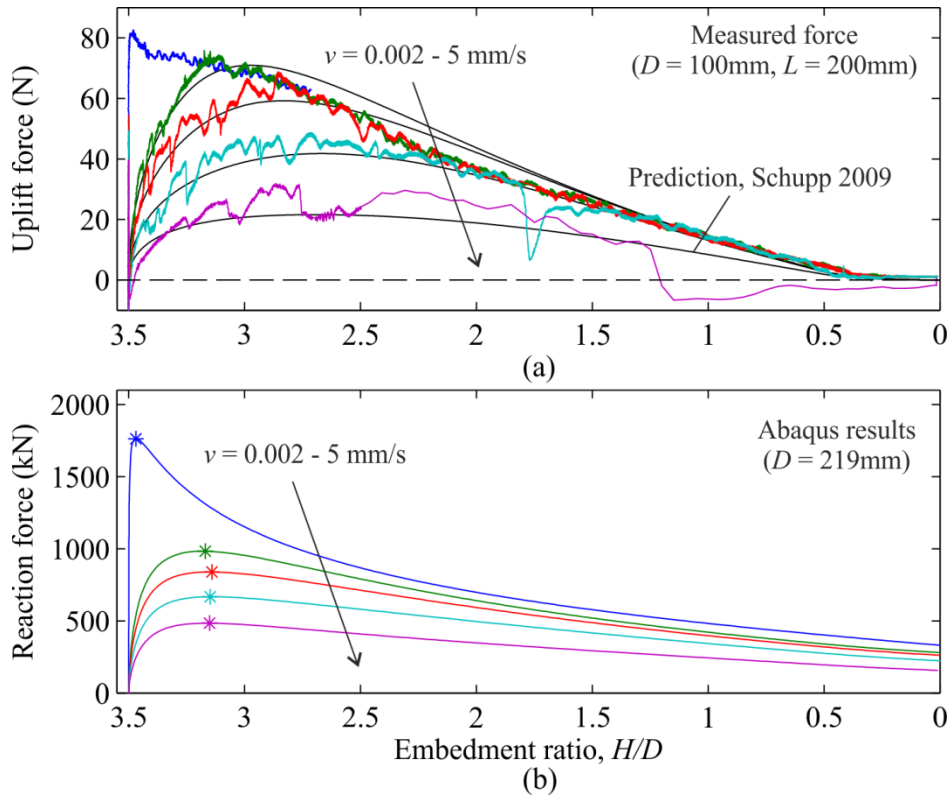 80
60
40
20
0
Uplift force (N)
v = 0.002 - 5 mm/s
Measured force
(D = 100mm, L = 200mm)
Prediction, Schupp 2009
3.5 3 2.5 2 1.5 1 0.5 0
(a)
2000
1500
1000
500
0
Reaction force (kN)
v = 0.002 - 5 mm/s
Abaqus results
(D = 219mm)
3.5 3 2.5 2 1.5 1 0.5 0
Embedment ratio, H/D
(b)